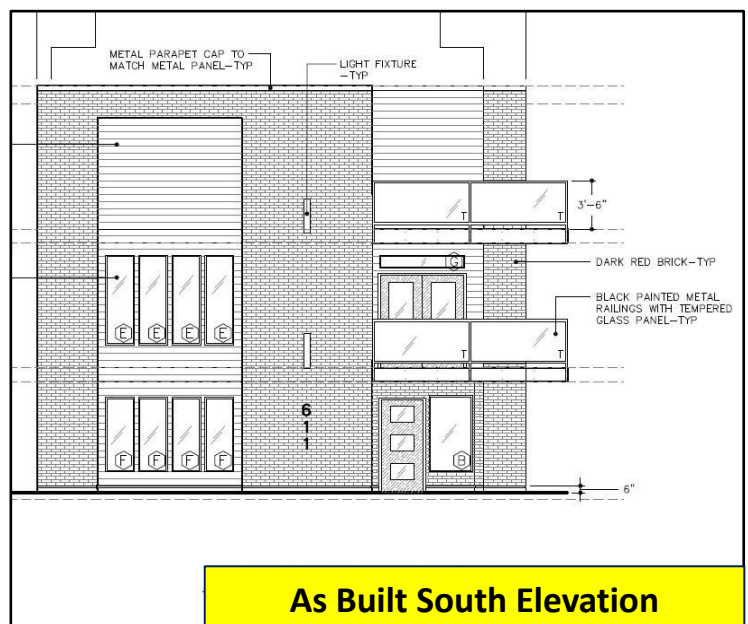 METAL PARAPET CAP TO
MATCH METAL PANEL-TYP
LIGHT FIXTURE
-TYP
3'-6"
T T
G
DARK RED BRICK-TYP
BLACK PAINTED METAL
RAILINGS WITH TEMPERED
GLASS PANEL-TYP
E E E E
T T
6
1
1
F F F F
B
6"
As Built South Elevation